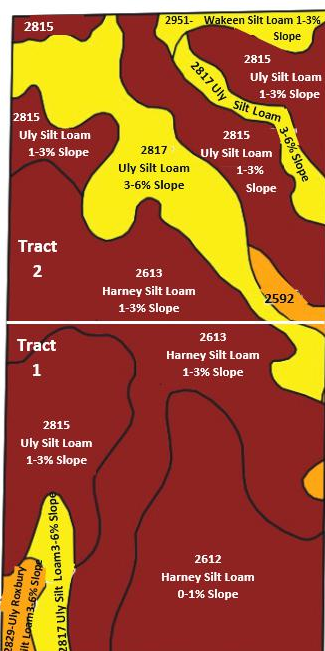 2815
2951- Wakeen Silt Loam 1-3%
Slope
2815
Uly Silt Loam
1-3% Slope
2817 Uly Silt Loam 3-6% Slope
2815
Uly Silt Loam
1-3% Slope
2815
Uly Silt Loam
1-3%
Slope
2817
Uly Silt Loam
3-6% Slope
Tract
2
2613
Harney Silt Loam
1-3% Slope
2592
Tract
1
2613
Harney Silt Loam
1-3% Slope
2815
Uly Silt Loam
1-3% Slope
2612
Harney Silt Loam
0-1% Slope
2829-Uly Roxbury
ilt Loam3-6% Slope
2817 Uly Silt Loam3-6% Slope